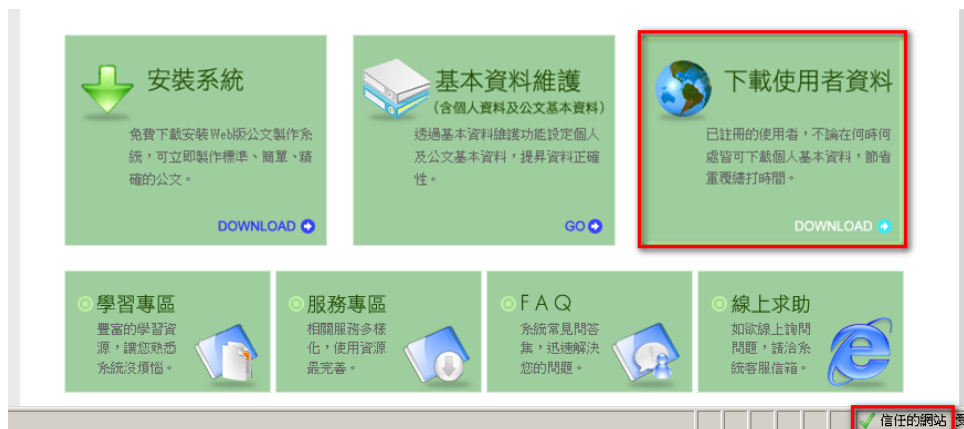 安裝系統
免費下載安裝Web版公文製作系
統，可立即製作標準、簡單、精
確的公文。
DOWNLOAD
基本資料維護
(含個人資料及公文基本資料)
透過基本資料維護功能設定個人
及公文基本資料，提昇資料正確
性。
GO
下載使用者資料
已註冊的使用者，不論在何時何
處皆可下載個人基本資料，節省
重覆繕打時間。
DOWNLOAD
學習專區
豐富的學習資
源，讓您熟悉
系統沒煩惱。
服務專區
相關服務多樣
化，使用資源
最完善。
FAQ
系統常見問答
集，迅速解決
您的問題。
線上求助
如欲線上詢問
問題，請洽系
統客服信箱。
信任的網站